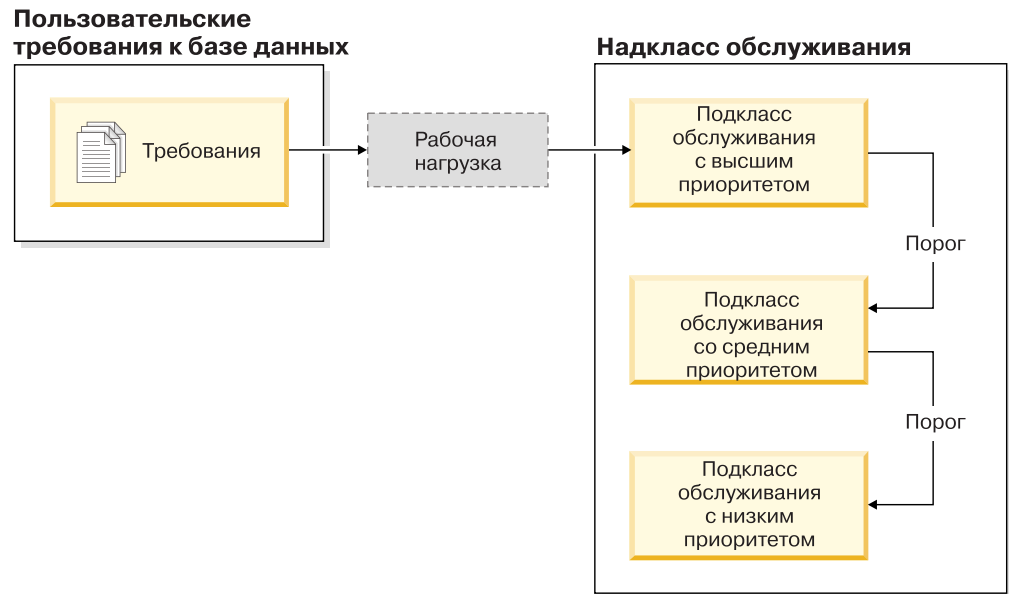 Пользовательские
требования к базе данных
Требования
Рабочая
нагрузка
Надкласс обслуживания
Подкласс
обслуживания
с высшим
приоритетом
Порог
Подкласс
обслуживания
со средним
приоритетом
Порог
Подкласс
обслуживания
с низким
приоритетом